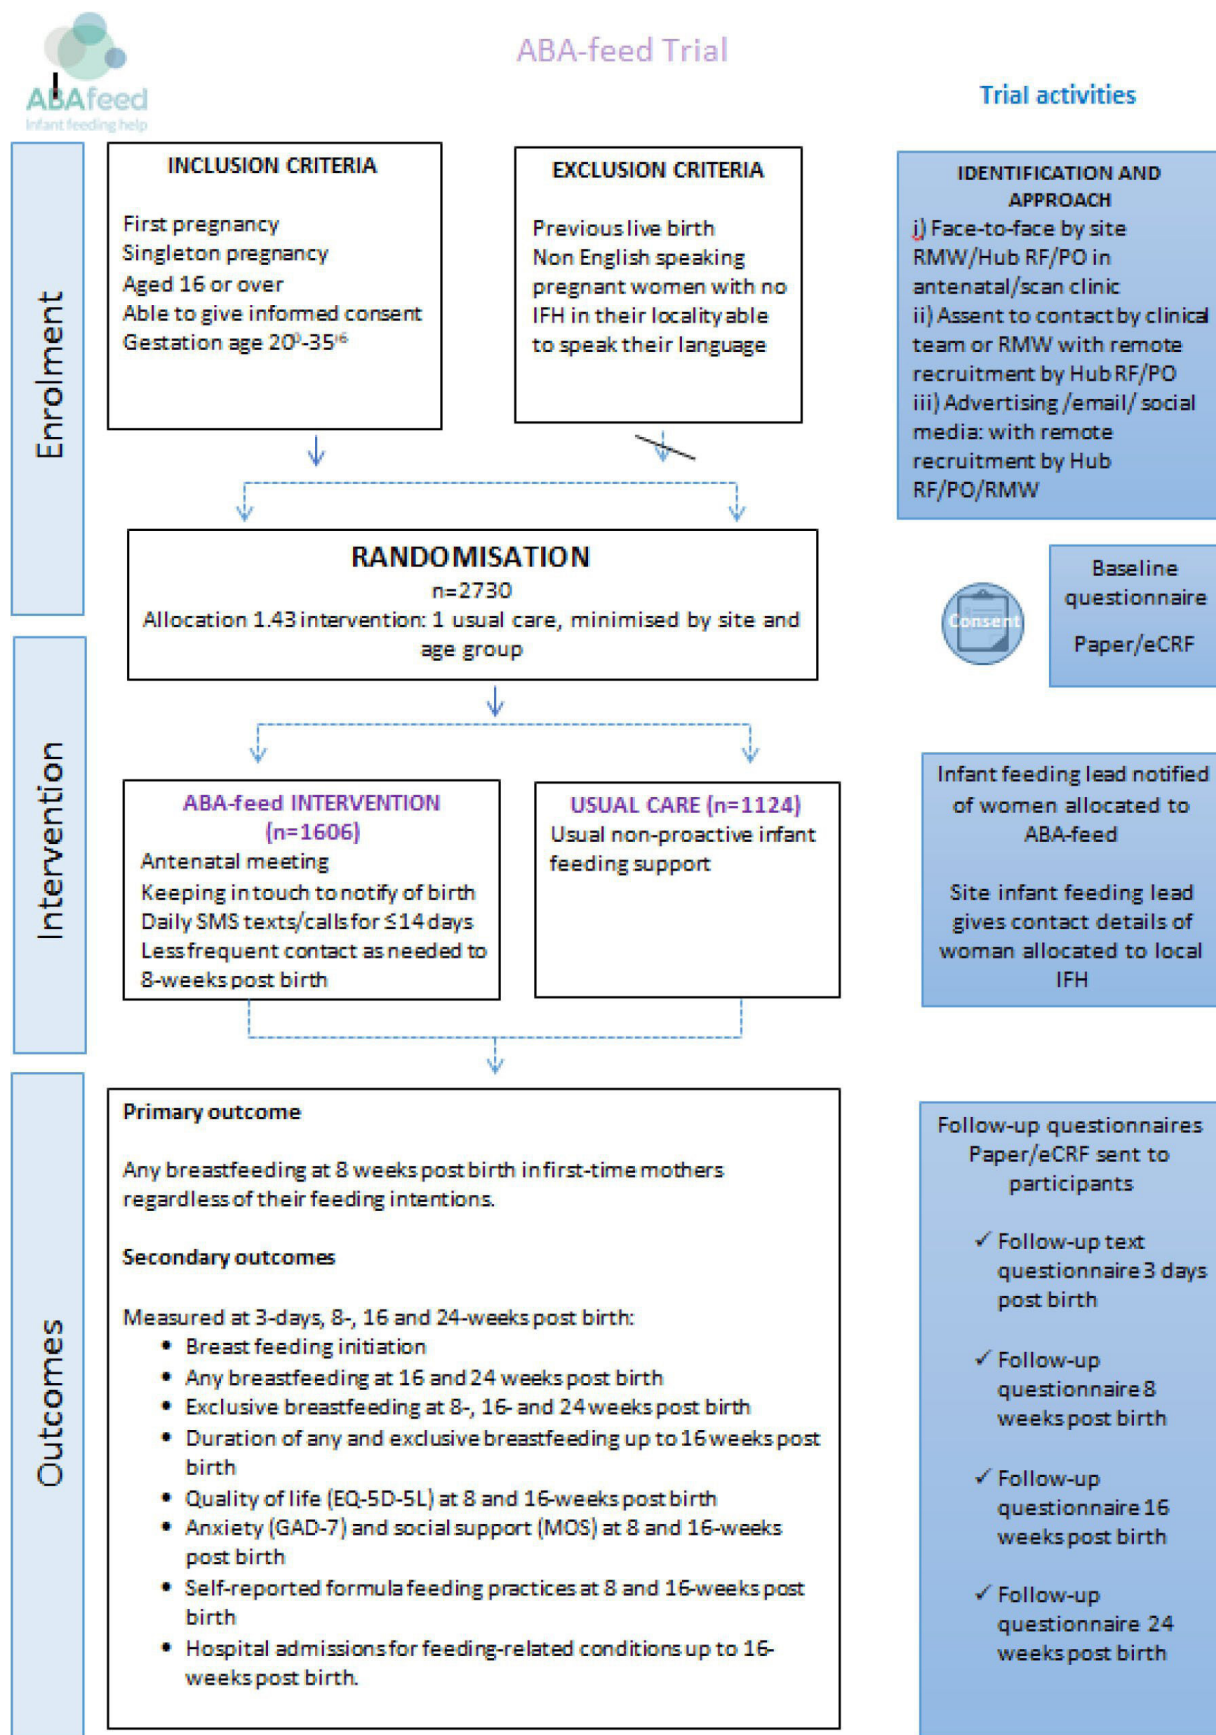 ABA-feed Trial
ABAfeed
Infant feeding help
Trial activities
Enrolment
INCLUSION CRITERIA
First pregnancy
Singleton pregnancy
Aged 16 or over
Able to give informed consent
Gestation age 20⁰-35⁺⁶
EXCLUSION CRITERIA
Previous live birth
Non English speaking
pregnant women with no
IFH in their locality able
to speak their language
IDENTIFICATION AND
APPROACH
i) Face-to-face by site
RMW/Hub RF/PO in
antenatal/scan clinic
ii) Assent to contact by clinical
team or RMW with remote
recruitment by Hub RF/PO
iii) Advertising /email/ social
media: with remote
recruitment by Hub
RF/PO/RMW
RANDOMISATION
n=2730
Allocation 1.43 intervention: 1 usual care, minimised by site and
age group
Consent
Baseline
questionnaire
Paper/eCRF
Intervention
ABA-feed INTERVENTION
(n=1606)
Antenatal meeting
Keeping in touch to notify of birth
Daily SMS texts/calls for ≤14 days
Less frequent contact as needed to
8-weeks post birth
USUAL CARE (n=1124)
Usual non-proactive infant
feeding support
Infant feeding lead notified
of women allocated to
ABA-feed
Site infant feeding lead
gives contact details of
woman allocated to local
IFH
Outcomes
Primary outcome
Any breastfeeding at 8 weeks post birth in first-time mothers
regardless of their feeding intentions.
Secondary outcomes
Measured at 3-days, 8-, 16 and 24-weeks post birth:
• Breast feeding initiation
• Any breastfeeding at 16 and 24 weeks post birth
• Exclusive breastfeeding at 8-, 16- and 24 weeks post birth
• Duration of any and exclusive breastfeeding up to 16 weeks post
birth
• Quality of life (EQ-5D-5L) at 8 and 16-weeks post birth
• Anxiety (GAD-7) and social support (MOS) at 8 and 16-weeks
post birth
• Self-reported formula feeding practices at 8 and 16-weeks post
birth
• Hospital admissions for feeding-related conditions up to 16-
weeks post birth.
Follow-up questionnaires
Paper/eCRF sent to
participants
✓ Follow-up text
questionnaire 3 days
post birth
✓ Follow-up
questionnaire 8
weeks post birth
✓ Follow-up
questionnaire 16
weeks post birth
✓ Follow-up
questionnaire 24
weeks post birth